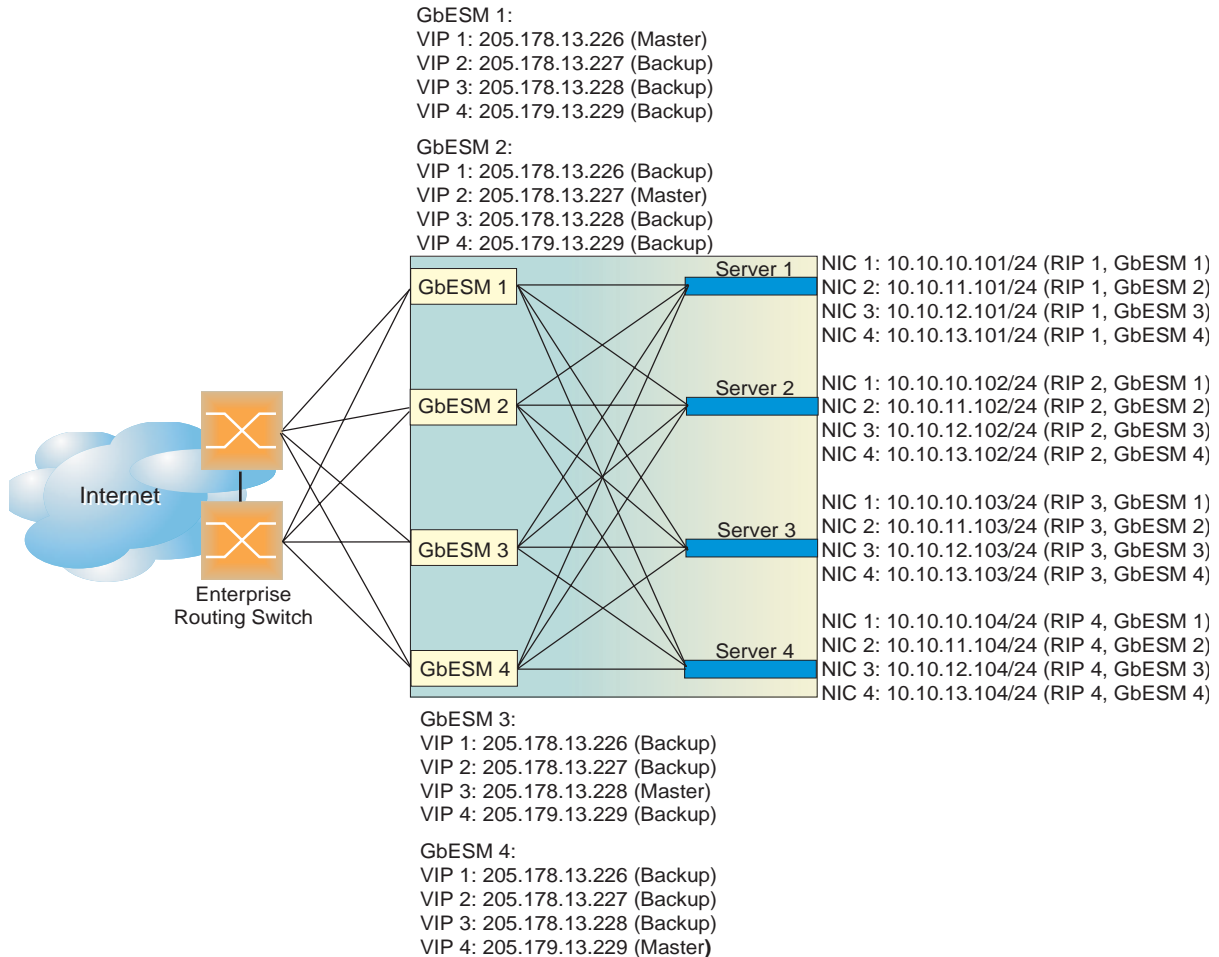 GbESM 1:
VIP 1: 205.178.13.226 (Master)
VIP 2: 205.178.13.227 (Backup)
VIP 3: 205.178.13.228 (Backup)
VIP 4: 205.179.13.229 (Backup)
GbESM 2:
VIP 1: 205.178.13.226 (Backup)
VIP 2: 205.178.13.227 (Master)
VIP 3: 205.178.13.228 (Backup)
VIP 4: 205.179.13.229 (Backup)
Internet
Enterprise
Routing Switch
GbESM 1
GbESM 2
GbESM 3
GbESM 4
Server 1
NIC 1: 10.10.10.101/24 (RIP 1, GbESM 1)
NIC 2: 10.10.11.101/24 (RIP 1, GbESM 2)
NIC 3: 10.10.12.101/24 (RIP 1, GbESM 3)
NIC 4: 10.10.13.101/24 (RIP 1, GbESM 4)
Server 2
NIC 1: 10.10.10.102/24 (RIP 2, GbESM 1)
NIC 2: 10.10.11.102/24 (RIP 2, GbESM 2)
NIC 3: 10.10.12.102/24 (RIP 2, GbESM 3)
NIC 4: 10.10.13.102/24 (RIP 2, GbESM 4)
Server 3
NIC 1: 10.10.10.103/24 (RIP 3, GbESM 1)
NIC 2: 10.10.11.103/24 (RIP 3, GbESM 2)
NIC 3: 10.10.12.103/24 (RIP 3, GbESM 3)
NIC 4: 10.10.13.103/24 (RIP 3, GbESM 4)
Server 4
NIC 1: 10.10.10.104/24 (RIP 4, GbESM 1)
NIC 2: 10.10.11.104/24 (RIP 4, GbESM 2)
NIC 3: 10.10.12.104/24 (RIP 4, GbESM 3)
NIC 4: 10.10.13.104/24 (RIP 4, GbESM 4)
GbESM 3:
VIP 1: 205.178.13.226 (Backup)
VIP 2: 205.178.13.227 (Backup)
VIP 3: 205.178.13.228 (Master)
VIP 4: 205.179.13.229 (Backup)
GbESM 4:
VIP 1: 205.178.13.226 (Backup)
VIP 2: 205.178.13.227 (Backup)
VIP 3: 205.178.13.228 (Backup)
VIP 4: 205.179.13.229 (Master)